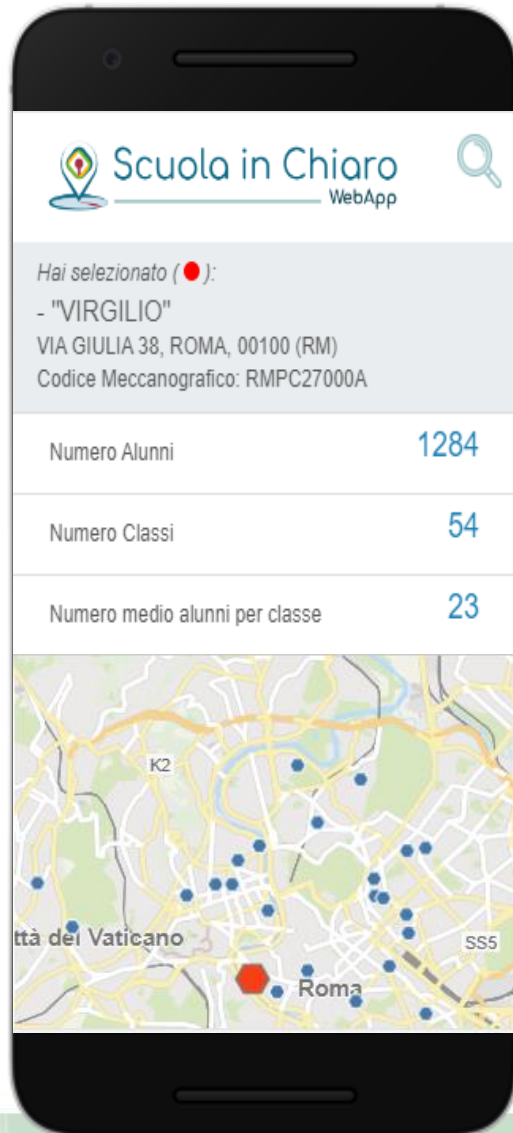 Scuola in Chiaro
WebApp
Hai selezionato ( ):
- "VIRGILIO"
VIA GIULIA 38, ROMA, 00100 (RM)
Codice Meccanografico: RMPC27000A
Numero Alunni 1284
Numero Classi 54
Numero medio alunni per classe 23
K2
ttà del Vaticano
SS5
Roma